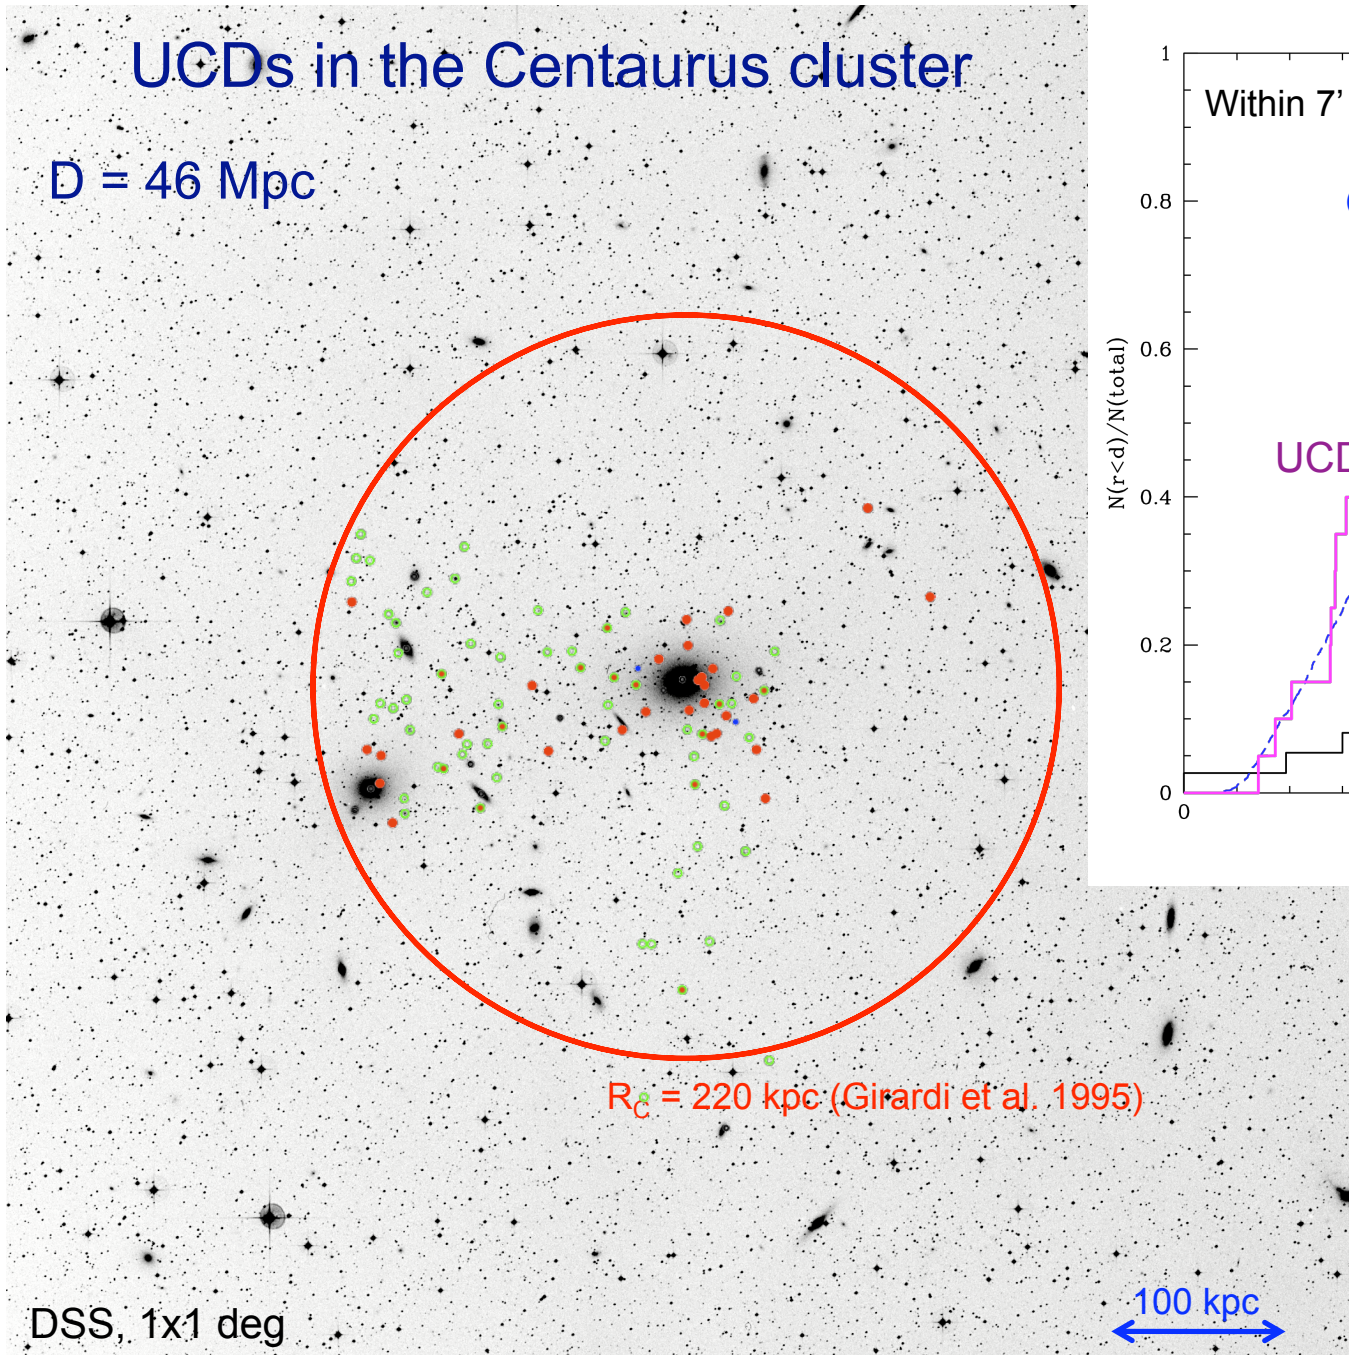 UCDs in the Centaurus cluster
D = 46 Mpc
Within 7’
1
0.8
0.6
0.4
0.2
0
0
N(r<d)/N(total)
UCD
R_C = 220 kpc (Girardi et al. 1995)
100 kpc
DSS, 1x1 deg